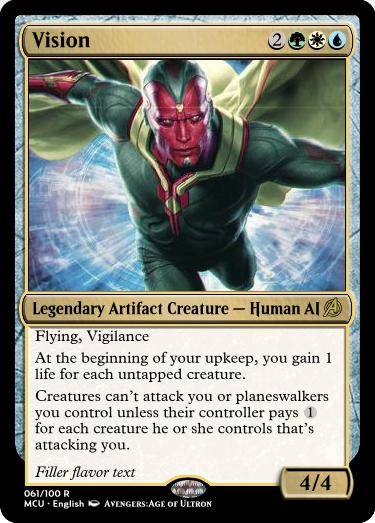 Vision 2
Legendary Artifact Creature — Human AI
Flying, Vigilance
At the beginning of your upkeep, you gain 1
life for each untapped creature.
Creatures can't attack you or planeswalkers
you control unless their controller pays 1
for each creature he or she controls that's
attacking you.
Filler flavor text
4/4
061/100 R
MCU • English Avengers:Age of Ultron